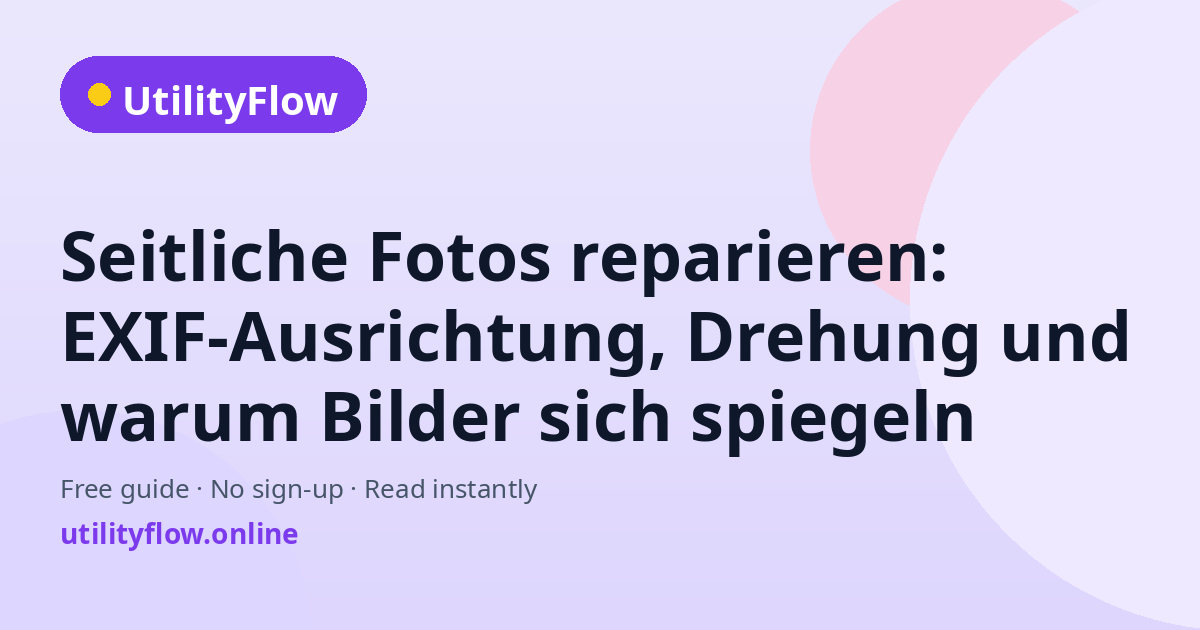 UtilityFlow
Seitliche Fotos reparieren:
EXIF-Ausrichtung, Drehung und
warum Bilder sich spiegeln
Free guide · No sign-up · Read instantly
utilityflow.online